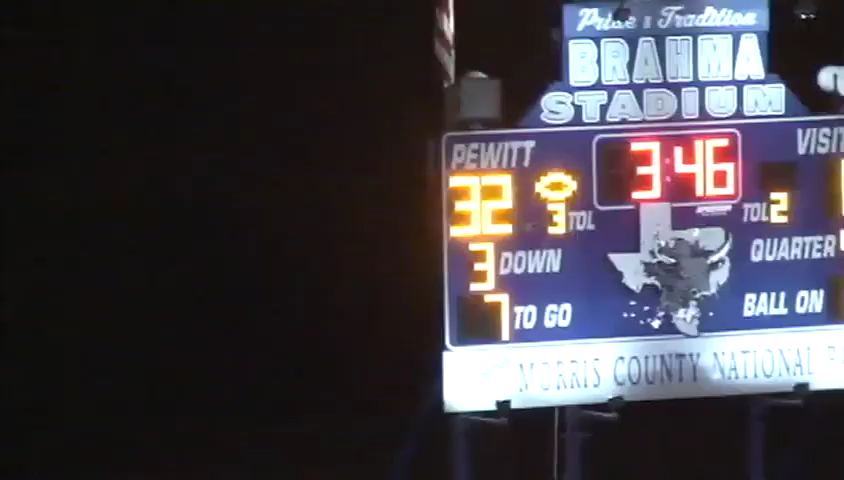 Pride & Tradition
BRAHMA
STADIUM
PEWITT 3:46 VISIT
32 3 TOL TOL 2
3 DOWN QUARTER
7 TO GO BALL ON
MORRIS COUNTY NATIONAL